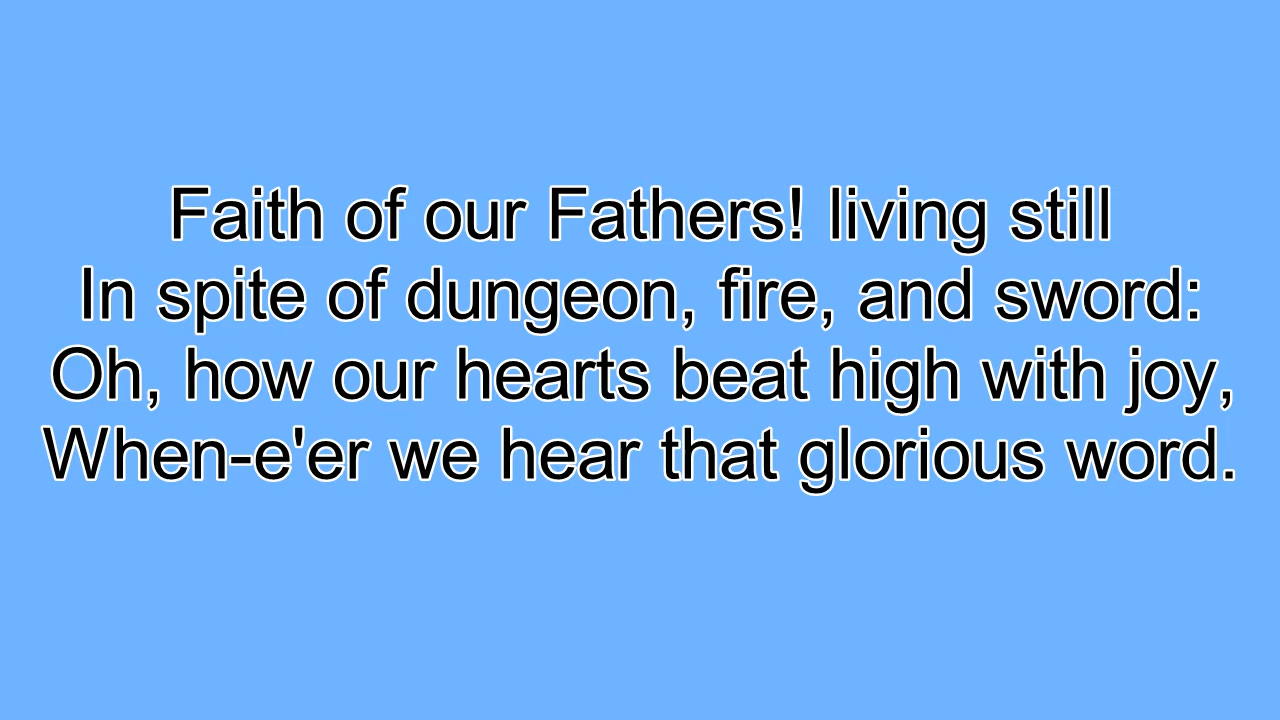 Faith of our Fathers! living still
In spite of dungeon, fire, and sword:
Oh, how our hearts beat high with joy,
When-e'er we hear that glorious word.